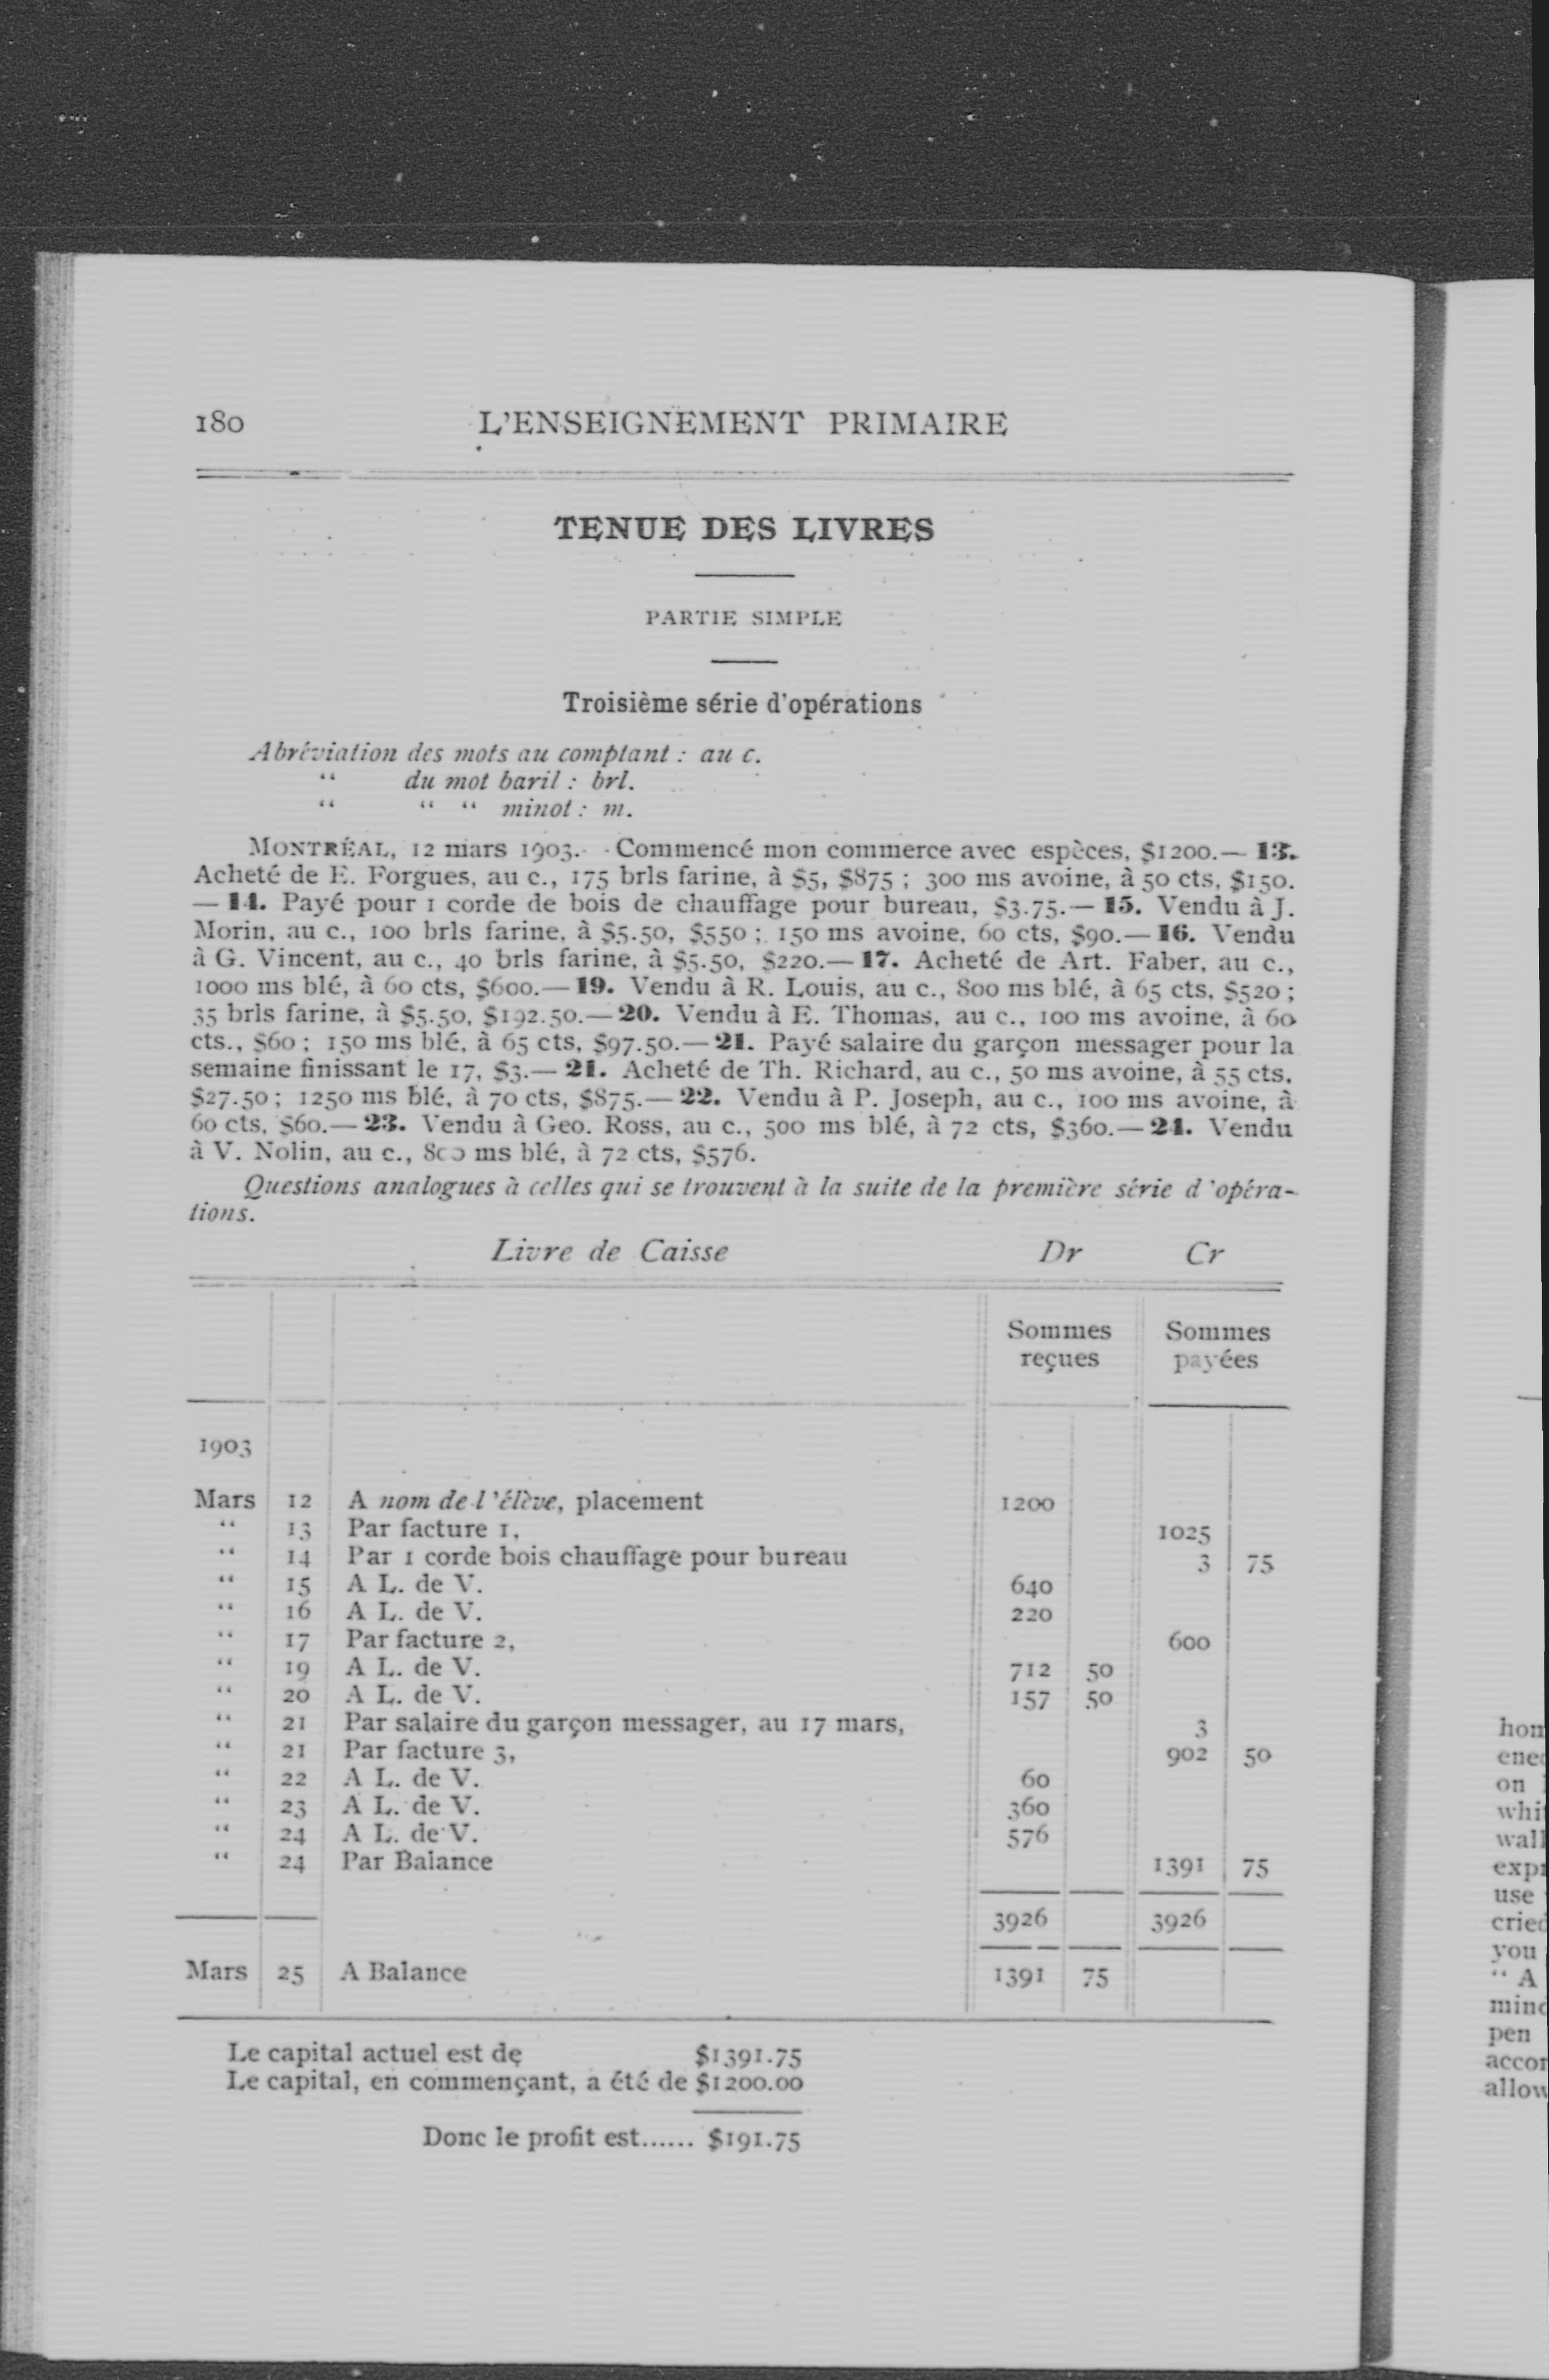 180 L'ENSEIGNEMENT PRIMAIRE
TENUE DES LIVRES
PARTIE SIMPLE
Troisième série d'opérations
Abréviation des mots au comptant : au c.
“ du mot baril : brl.
“ “ “ minot : m.
MONTRÉAL, 12 mars 1903. - Commencé mon commerce avec espèces, $1200.— 13.
Acheté de E. Forgues, au c., 175 brls farine, à $5, $875 ; 300 ms avoine, à 50 cts, $150.
— 14. Payé pour 1 corde de bois de chauffage pour bureau, $3.75.— 15. Vendu à J.
Morin, au c., 100 brls farine, à $5.50, $550 ; 150 ms avoine, 60 cts, $90.— 16. Vendu
à G. Vincent, au c., 40 brls farine, à $5.50, $220.— 17. Acheté de Art. Faber, au c.,
1000 ms blé, à 60 cts, $600.— 19. Vendu à R. Louis, au c., 800 ms blé, à 65 cts, $520 ;
35 brls farine, à $5.50, $192.50.— 20. Vendu à E. Thomas, au c., 100 ms avoine, à 60
cts., $60 ; 150 ms blé, à 65 cts, $97.50.— 21. Payé salaire du garçon messager pour la
semaine finissant le 17, $3.— 21. Acheté de Th. Richard, au c., 50 ms avoine, à 55 cts,
$27.50 ; 1250 ms blé, à 70 cts, $875.— 22. Vendu à P. Joseph, au c., 100 ms avoine, à
60 cts, $60.— 23. Vendu à Geo. Ross, au c., 500 ms blé, à 72 cts, $360.— 24. Vendu
à V. Nolin, au c., 800 ms blé, à 72 cts, $576.
Questions analogues à celles qui se trouvent à la suite de la première série d'opéra-
tions.
Livre de Caisse Dr Cr
Sommes Sommes
reçues payées
1903
Mars 12 A nom de l'élève, placement 1200
“ 13 Par facture 1, 1025
“ 14 Par 1 corde bois chauffage pour bureau 3 75
“ 15 A L. de V. 640
“ 16 A L. de V. 220
“ 17 Par facture 2, 600
“ 19 A L. de V. 712 50
“ 20 A L. de V. 157 50
“ 21 Par salaire du garçon messager, au 17 mars, 3
“ 21 Par facture 3, 902 50
“ 22 A L. de V. 60
“ 23 A L. de V. 360
“ 24 A L. de V. 576
“ 24 Par Balance 1391 75
3926 3926
Mars 25 A Balance 1391 75
Le capital actuel est de $1391.75
Le capital, en commençant, a été de $1200.00
Donc le profit est...... $191.75
on
use
you
“ A
pen